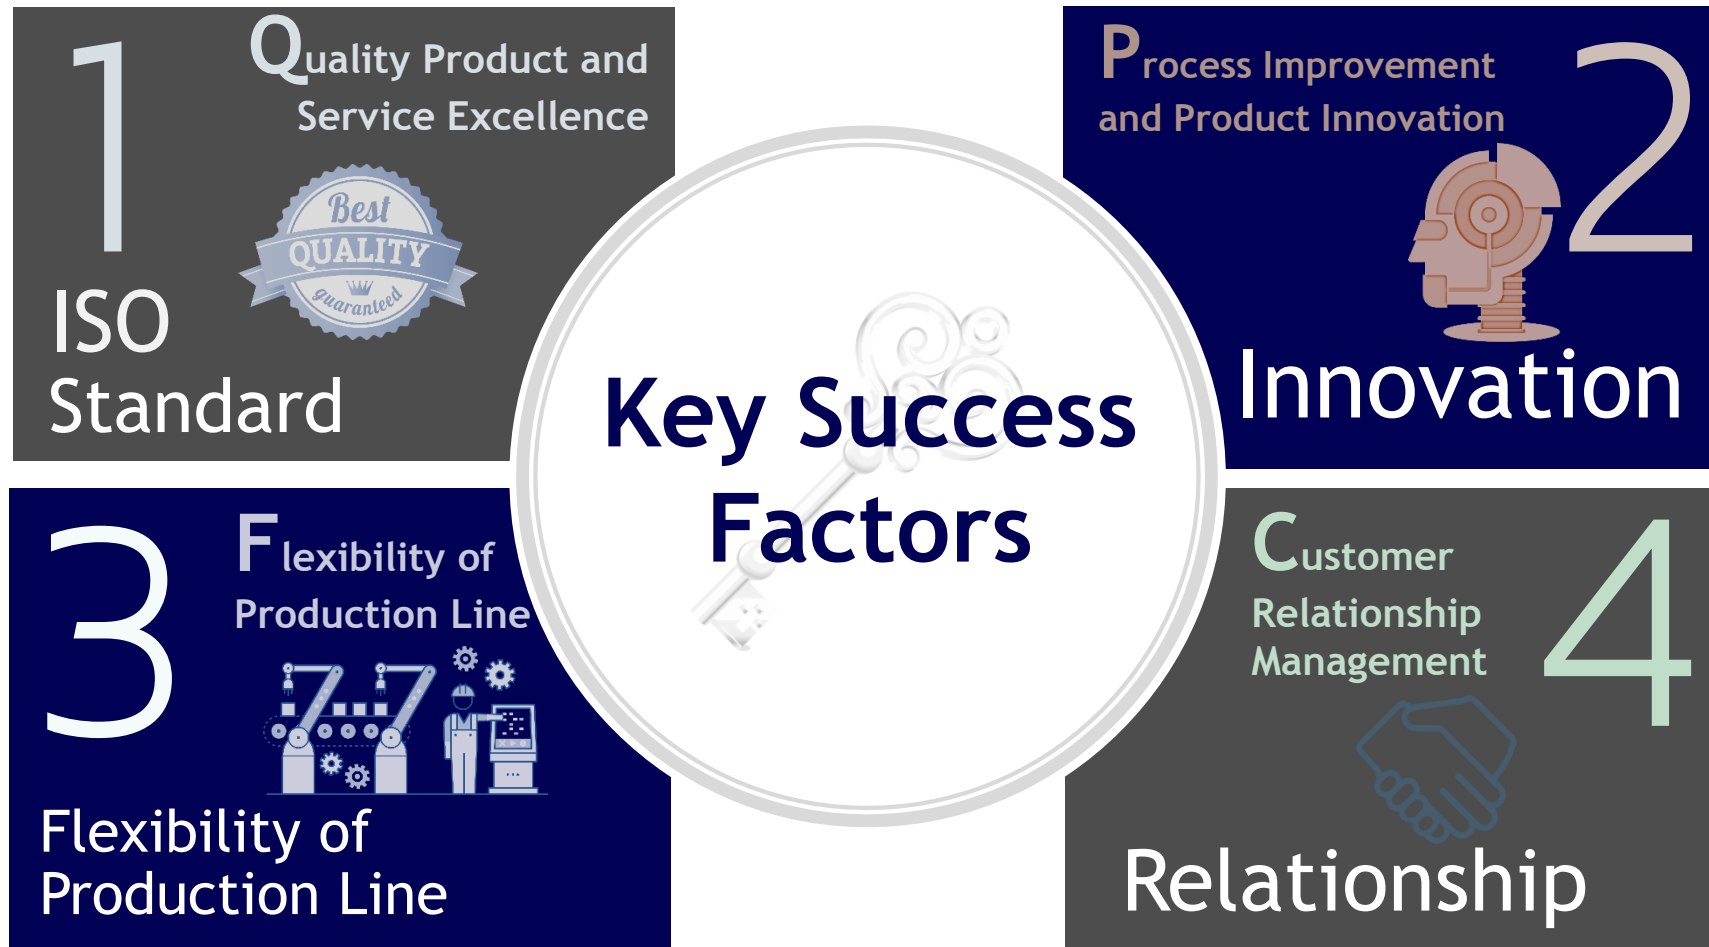 1
Quality Product and
Service Excellence
Best
QUALITY
guaranteed
ISO
Standard
2
Process Improvement
and Product Innovation
Innovation
Key Success
Factors
3
Flexibility of
Production Line
Flexibility of
Production Line
4
Customer
Relationship
Management
Relationship